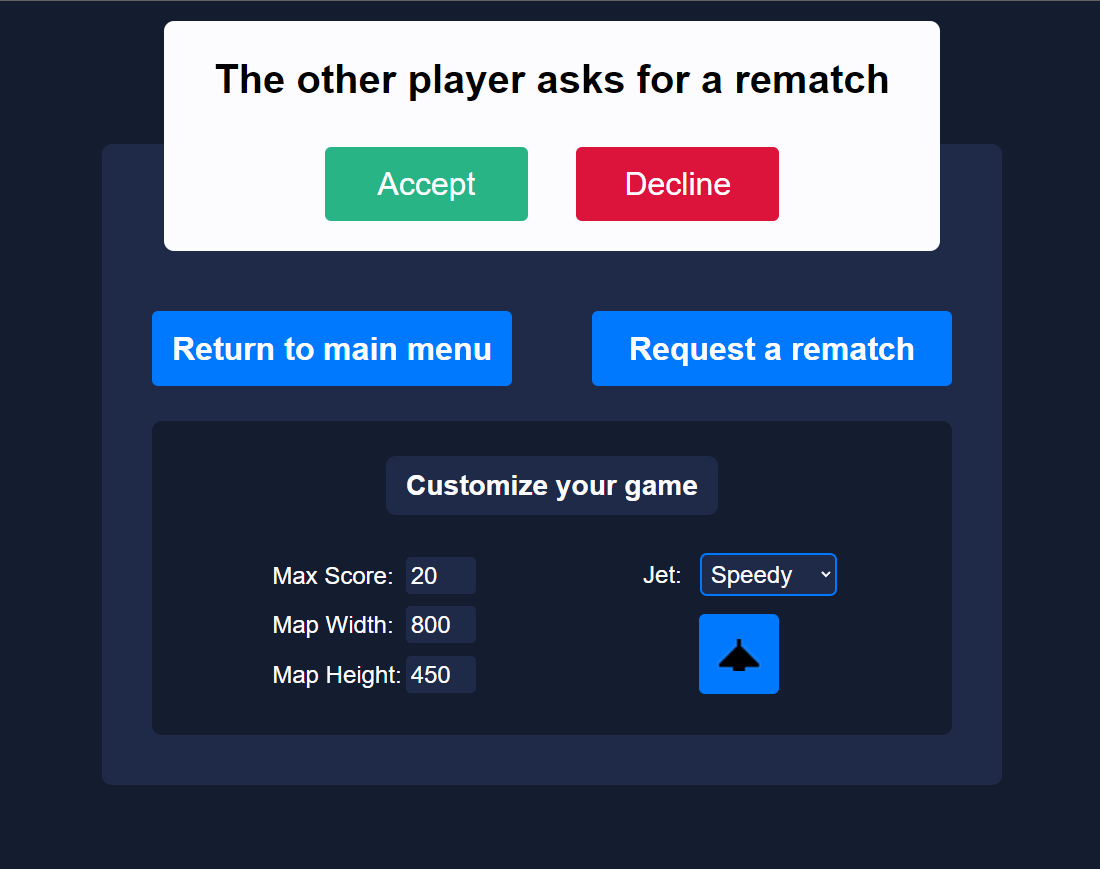 The other player asks for a rematch
Accept Decline
Return to main menu Request a rematch
Customize your game
Max Score: 20 Jet: Speedy
Map Width: 800
Map Height: 450